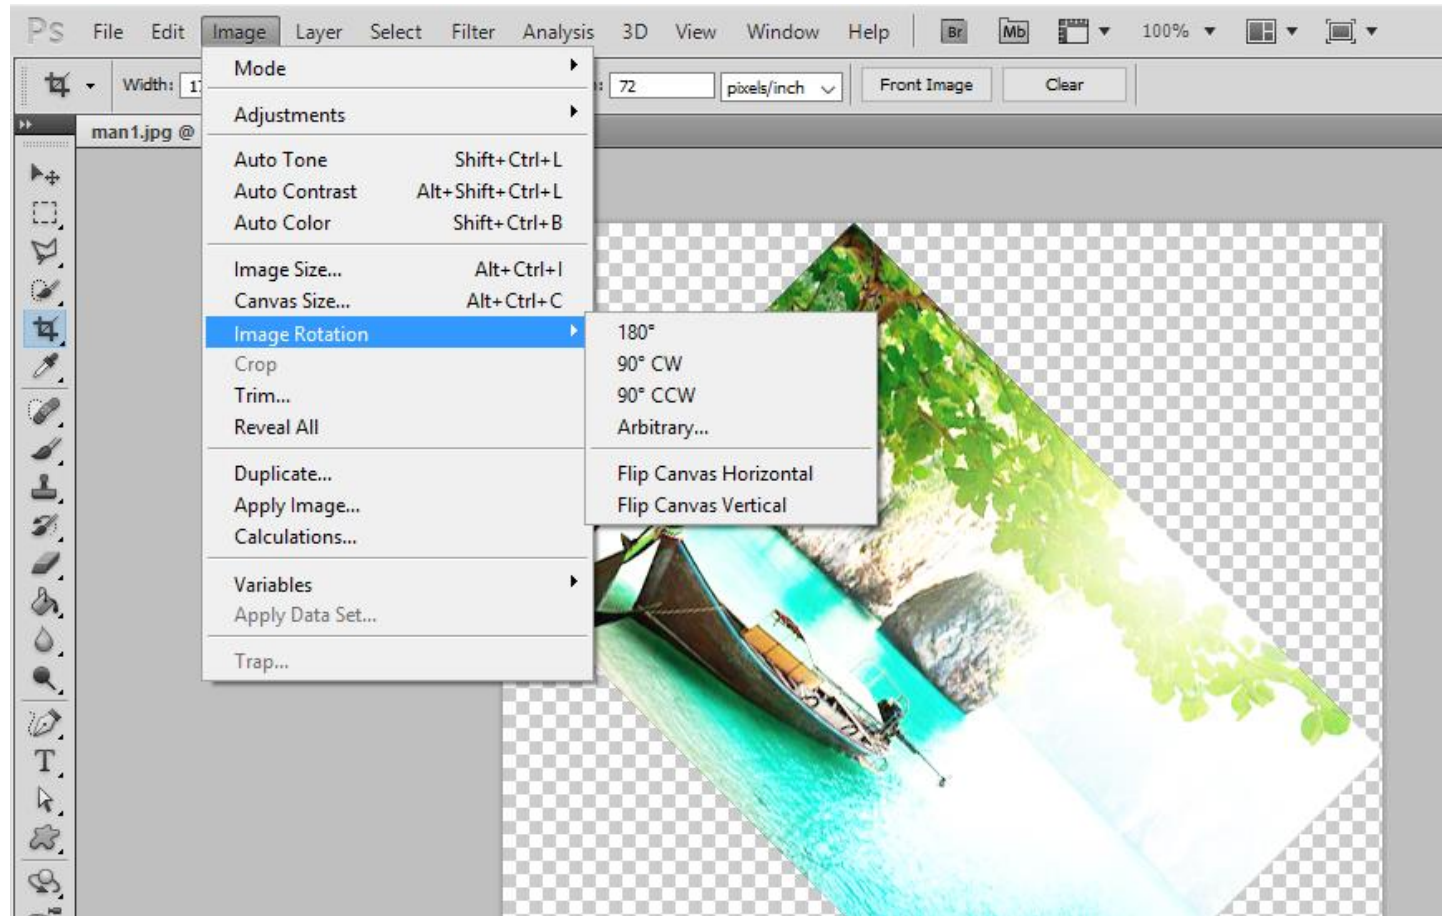 Ps File Edit Image Layer Select Filter Analysis 3D View Window Help Br Mb 100%
Width: 72 pixels/inch Front Image Clear
man1.jpg @
Mode
Adjustments
Auto Tone Shift+Ctrl+L
Auto Contrast Alt+Shift+Ctrl+L
Auto Color Shift+Ctrl+B
Image Size... Alt+Ctrl+I
Canvas Size... Alt+Ctrl+C
Image Rotation
Crop
Trim...
Reveal All
Duplicate...
Apply Image...
Calculations...
Variables
Apply Data Set...
Trap...
180°
90° CW
90° CCW
Arbitrary...
Flip Canvas Horizontal
Flip Canvas Vertical
T